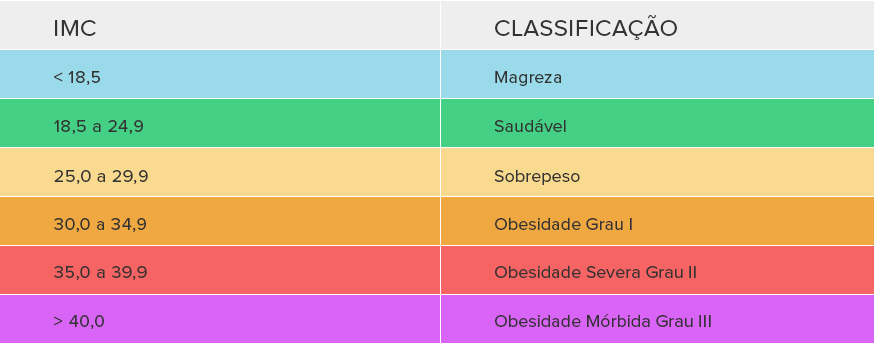 IMC CLASSIFICAÇÃO
< 18,5 Magreza
18,5 a 24,9 Saudável
25,0 a 29,9 Sobrepeso
30,0 a 34,9 Obesidade Grau I
35,0 a 39,9 Obesidade Severa Grau II
> 40,0 Obesidade Mórbida Grau III